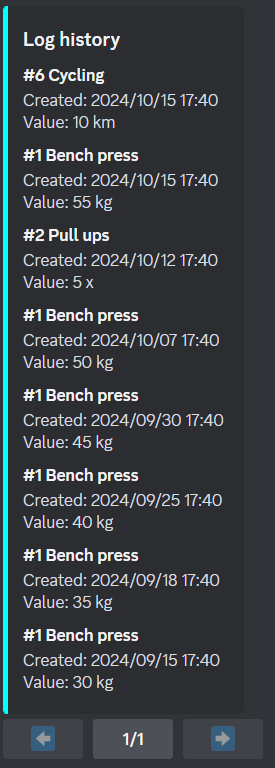 Log history
#6 Cycling
Created: 2024/10/15 17:40
Value: 10 km
#1 Bench press
Created: 2024/10/15 17:40
Value: 55 kg
#2 Pull ups
Created: 2024/10/12 17:40
Value: 5 x
#1 Bench press
Created: 2024/10/07 17:40
Value: 50 kg
#1 Bench press
Created: 2024/09/30 17:40
Value: 45 kg
#1 Bench press
Created: 2024/09/25 17:40
Value: 40 kg
#1 Bench press
Created: 2024/09/18 17:40
Value: 35 kg
#1 Bench press
Created: 2024/09/15 17:40
Value: 30 kg
1/1